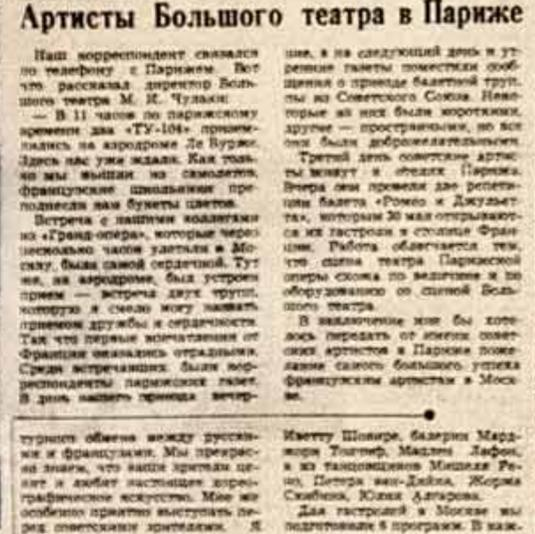 Артисты Большого театра в Париже
Наш корреспондент связался
по телефону с Парижем. Вот
что рассказал директор Боль-
шого театра М. И. Чулаки:
— В 11 часов по парижскому
времени два «ТУ-104» призем-
лились на аэродроме Ле Бурже.
Здесь нас уже ждали. Как толь-
ко мы вышли из самолетов,
французские школьники пре-
поднесли нам букеты цветов.
Встреча с нашими коллегами
из «Гранд-опера», которые через
несколько часов улетали в Мо-
скву, была самой сердечной. Тут
же, на аэродроме, был устроен
прием — встреча двух трупп,
которую я смело могу назвать
приемом дружбы и сердечности.
Так что первые впечатления от
Франции оказались отрадными.
Среди встречавших были кор-
респонденты парижских газет.
В день нашего приезда вечер-
ние, а на следующий день и ут-
ренние газеты поместили сооб-
щения о приезде балетной труп-
пы из Советского Союза. Неко-
торые из них были короткими,
другие — пространными, но все
они были доброжелательными.
Третий день советские артис-
ты живут в отелях Парижа.
Вчера они провели две репети-
ции балета «Ромео и Джульет-
та», которым 30 мая открывают-
ся их гастроли в столице Фран-
ции. Работа облегчается тем,
что сцена театра Парижской
оперы схожа по величине и по
оборудованию со сценой Боль-
шого театра.
В заключение мне бы хоте-
лось передать от имени совет-
ских артистов в Париже поже-
лание самого большого успеха
французским артистам в Моск-
ве.
турного обмена между русски-
ми и французами. Мы прекрас-
но знаем, что ваши зрители це-
нят и любят настоящее хорео-
графическое искусство. Мне же
особенно приятно выступать пе-
ред советскими зрителями. Я
Иветту Шовире, балерин Мард-
жори Толчиф, Мадлен Лафон,
а из танцовщиков Мишеля Ре-
но, Петера ван-Дийка, Жоржа
Скибина, Юлия Алгарова.
Для гастролей в Москве мы
подготовили 6 программ. В каж-